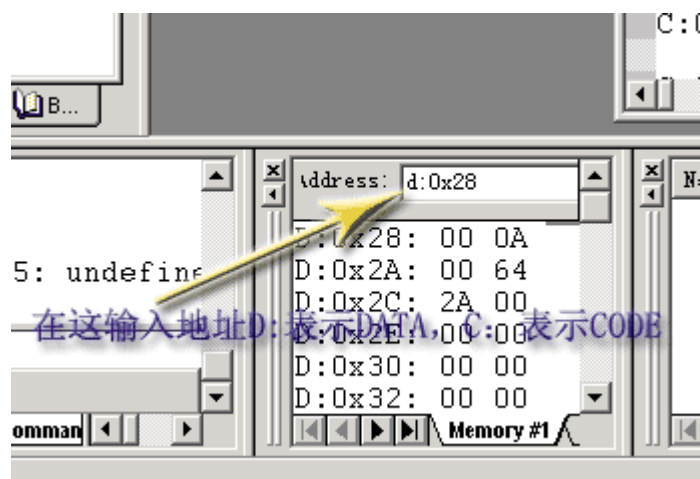 C:0
B...
Address: d:0x28
D:0x28: 00 0A
5: undefine
D:0x2A: 00 64
D:0x2C: 2A 00
在这输入地址D:表示DATA，C：表示CODE
D:0x2E: 00 00
D:0x30: 00 00
D:0x32: 00 00
omman
Memory #1